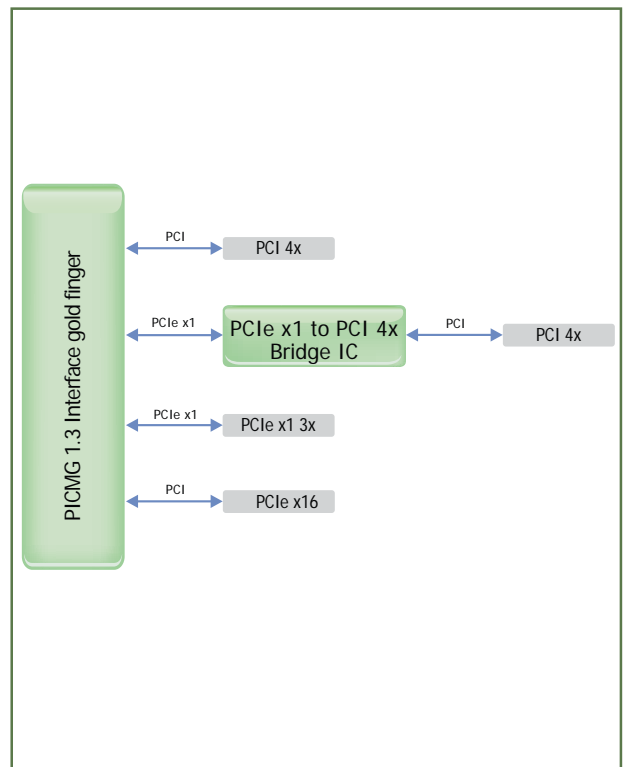 PICMG 1.3 Interface gold finger
PCI
PCI 4x
PCIe x1
PCIe x1 to PCI 4x
Bridge IC
PCI
PCI 4x
PCIe x1
PCIe x1 3x
PCI
PCIe x16